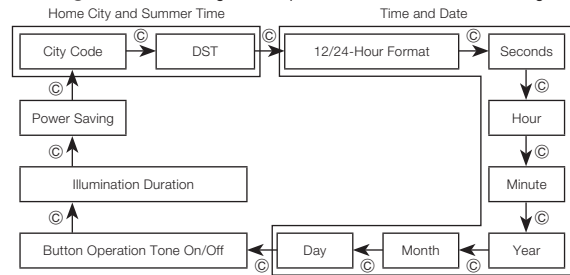 Home City and Summer Time
Time and Date
City Code
Ⓒ
DST
Ⓒ
12/24-Hour Format
Ⓒ
Seconds
Ⓒ
Ⓒ
Power Saving
Hour
Ⓒ
Ⓒ
Illumination Duration
Minute
Ⓒ
Ⓒ
Button Operation Tone On/Off
Ⓒ
Day
Ⓒ
Month
Ⓒ
Year